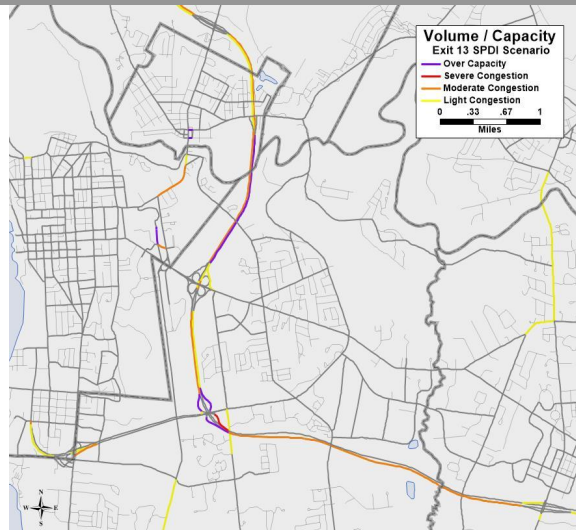 Volume / Capacity
Exit 13 SPDI Scenario
Over Capacity
Severe Congestion
Moderate Congestion
Light Congestion
0 .33 .67 1
Miles
N
W E
S